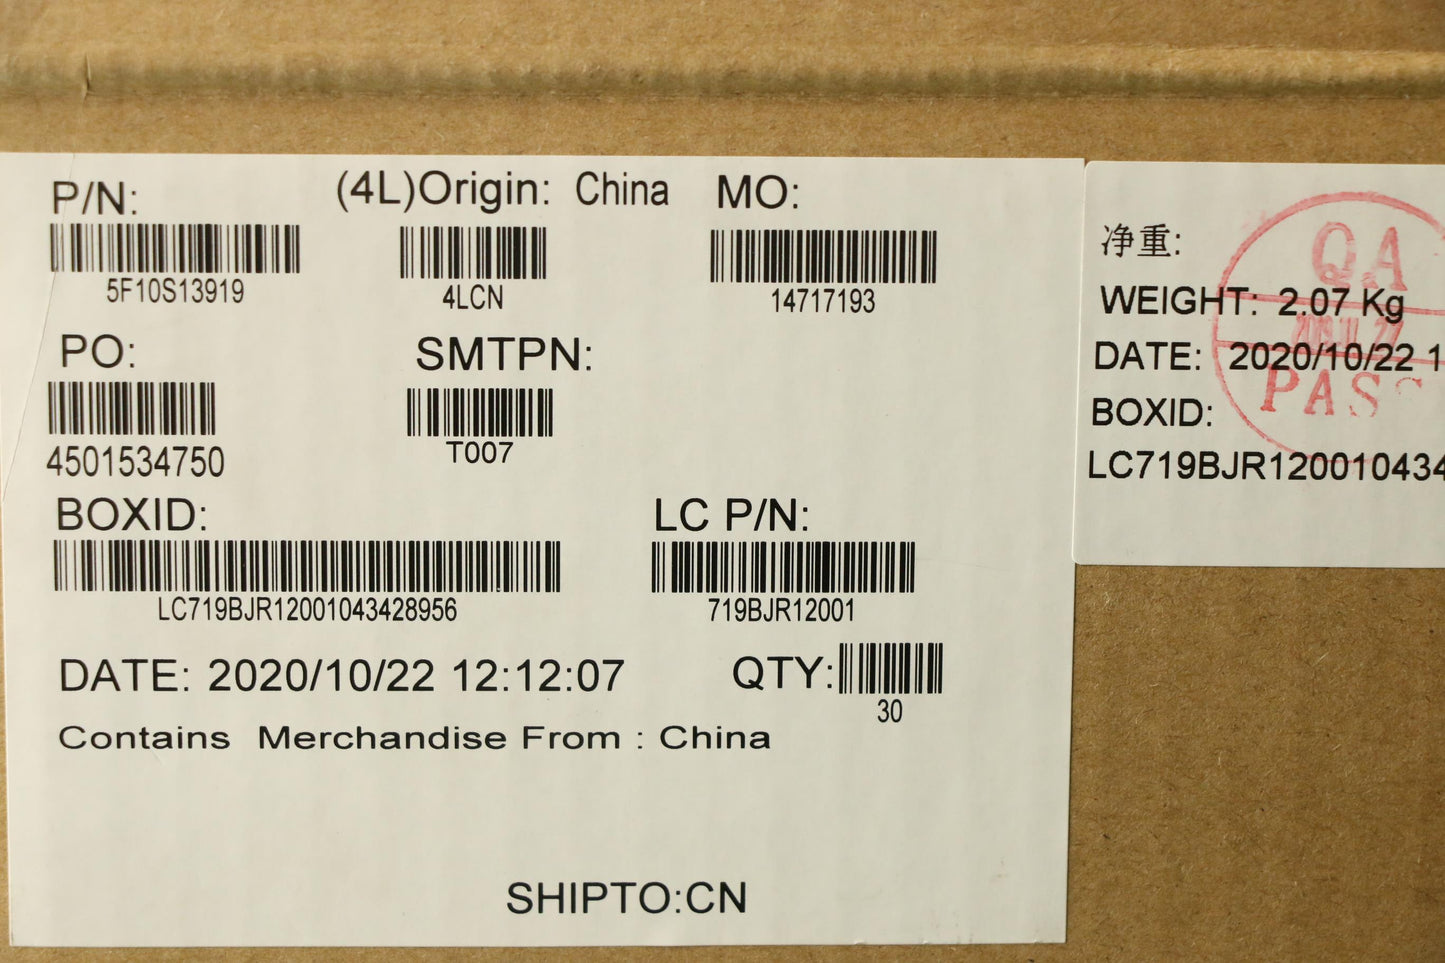 P/N: (4L)Origin: China MO:
5F10S13919 4LCN 14717193
PO: SMTPN:
4501534750 T007
BOXID: LC P/N:
LC719BJR12001043428956 719BJR12001
DATE: 2020/10/22 12:12:07 QTY:
30
Contains Merchandise From : China
SHIPTO:CN
净重:
WEIGHT: 2.07 Kg
DATE: 2020/10/22 1
BOXID:
LC719BJR120010434
QA
PASS